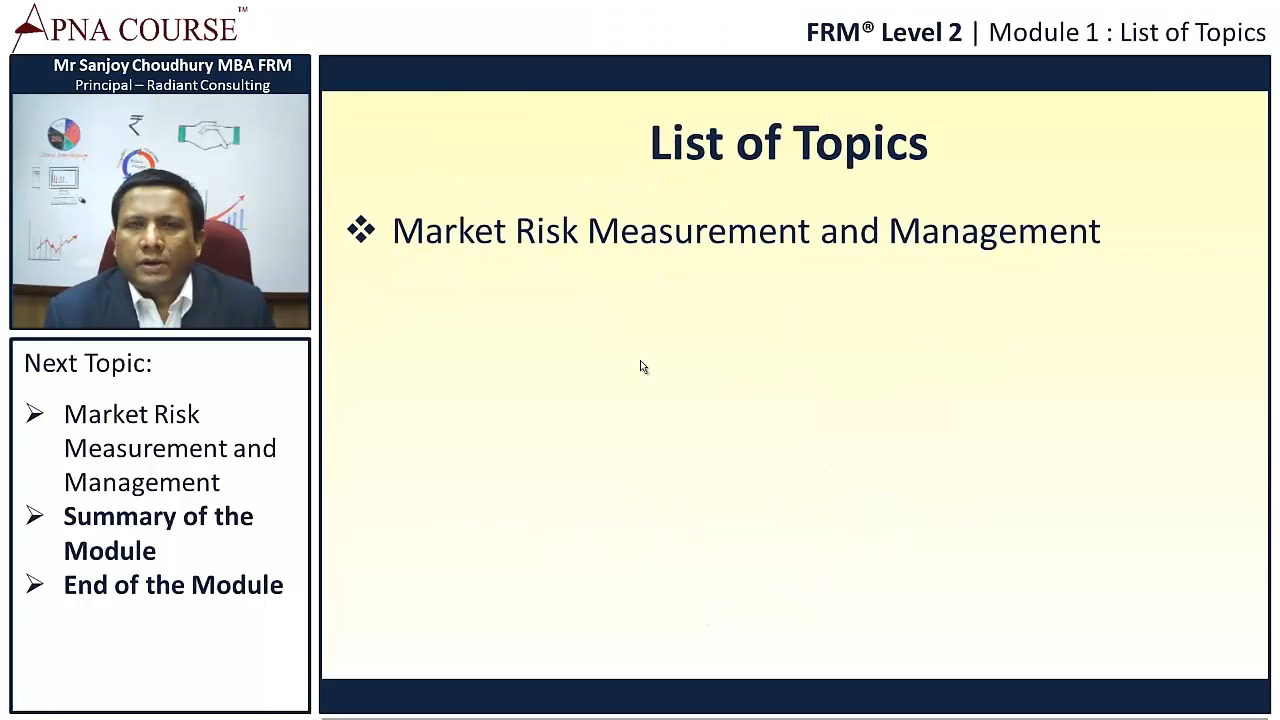 APNA COURSE™
FRM® Level 2 | Module 1 : List of Topics
Mr Sanjoy Choudhury MBA FRM
Principal – Radiant Consulting
₹
List of Topics
Market Risk Measurement and Management
Next Topic:
Market Risk
Measurement and
Management
Summary of the
Module
End of the Module